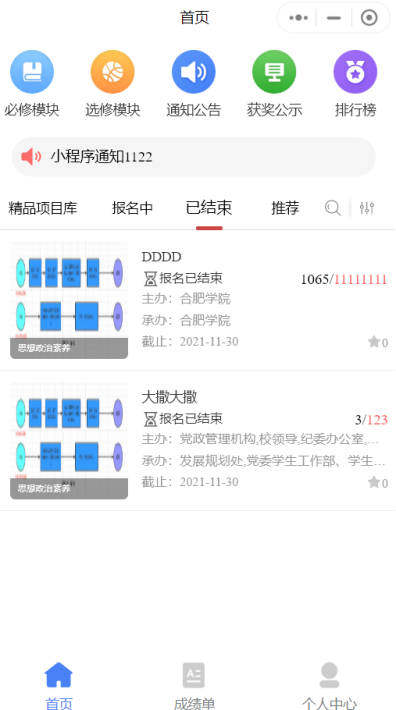 首页
必修模块 选修模块 通知公告 获奖公示 排行榜
小程序通知1122
精品项目库 报名中 已结束 推荐
DDDD
报名已结束 1065/11111111
主办：合肥学院
承办：合肥学院
截止：2021-11-30 0
思想政治素养
大撒大撒
报名已结束 3/123
主办：党政管理机构,校领导,纪委办公室,...
承办：发展规划处,党委学生工作部、学生...
截止：2021-11-30 0
思想政治素养
首页 成绩单 个人中心